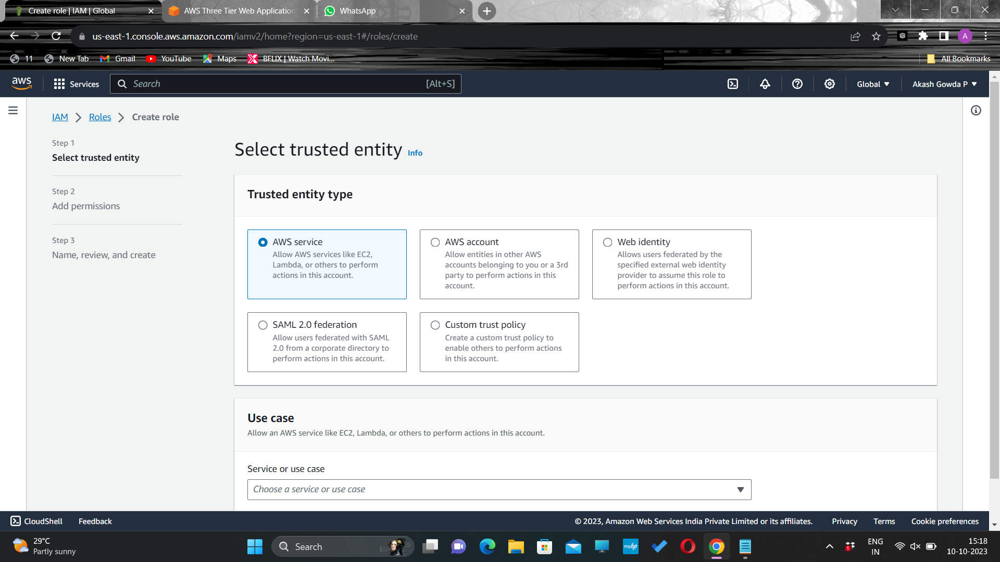 Create role | IAM | Global
AWS Three Tier Web Application
WhatsApp
us-east-1.console.aws.amazon.com/iamv2/home?region=us-east-1#/roles/create
A
11
New Tab
Gmail
YouTube
Maps
BFLIX | Watch Movi...
All Bookmarks
aws
Services
Search
[Alt+S]
Global
Akash Gowda P
IAM
Roles
Create role
Step 1
Select trusted entity
Step 2
Add permissions
Step 3
Name, review, and create
Select trusted entity Info
Trusted entity type
AWS service
Allow AWS services like EC2,
Lambda, or others to perform
actions in this account.
AWS account
Allow entities in other AWS
accounts belonging to you or a 3rd
party to perform actions in this
account.
Web identity
Allows users federated by the
specified external web identity
provider to assume this role to
perform actions in this account.
SAML 2.0 federation
Allow users federated with SAML
2.0 from a corporate directory to
perform actions in this account.
Custom trust policy
Create a custom trust policy to
enable others to perform actions
in this account.
Use case
Allow an AWS service like EC2, Lambda, or others to perform actions in this account.
Service or use case
Choose a service or use case
CloudShell
Feedback
© 2023, Amazon Web Services India Private Limited or its affiliates.
Privacy
Terms
Cookie preferences
29°C
Partly sunny
Search
myhp
1
ENG
IN
15:18
10-10-2023